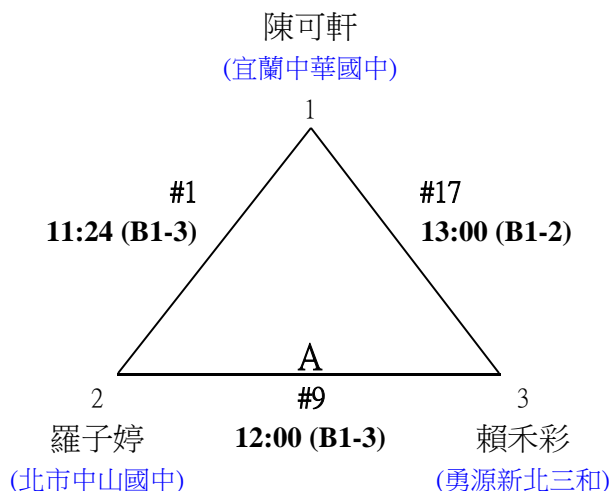 陳可軒
(宜蘭中華國中)
1
#1
#17
11:24 (B1-3)
13:00 (B1-2)
A
2
#9
3
羅子婷
12:00 (B1-3)
賴禾彩
(北市中山國中)
(勇源新北三和)